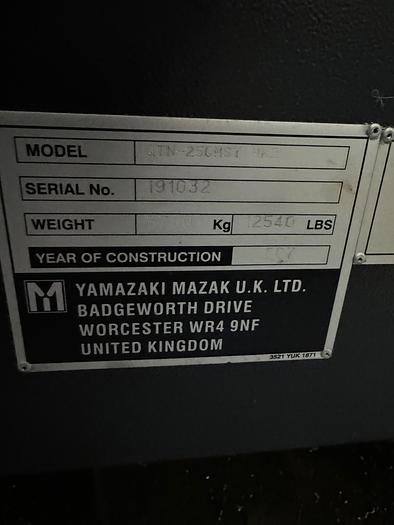 MODEL
SERIAL No. 191032
WEIGHT Kg 12540 LBS
YEAR OF CONSTRUCTION
YAMAZAKI MAZAK U.K. LTD.
BADGEWORTH DRIVE
WORCESTER WR4 9NF
UNITED KINGDOM
3521 YUK 1871